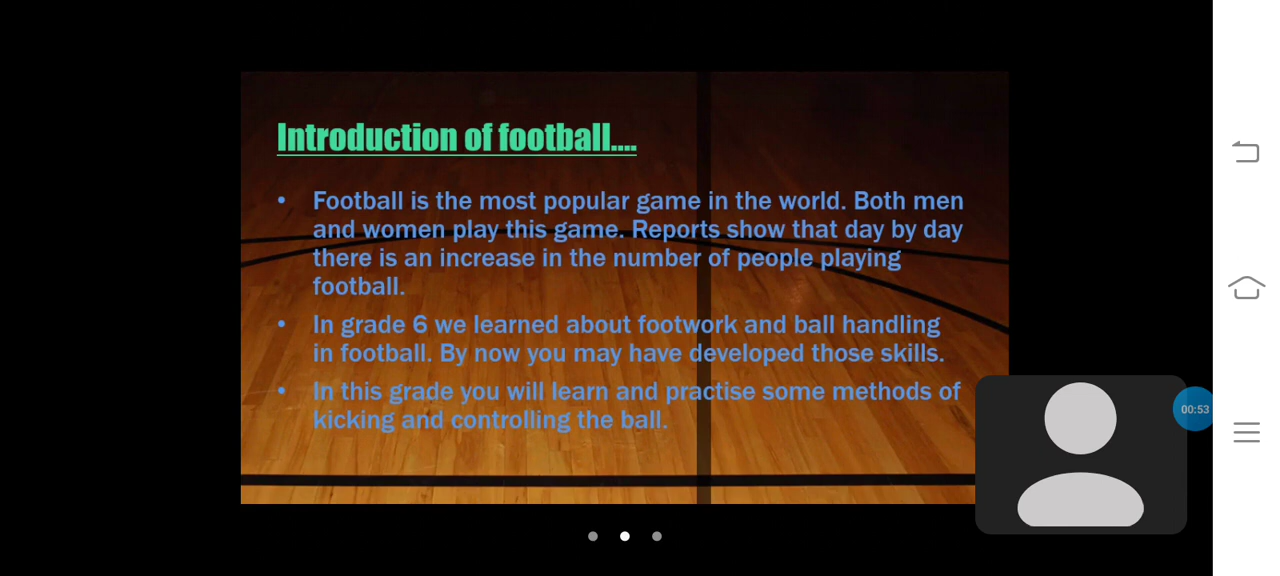 Introduction of football....
• Football is the most popular game in the world. Both men
and women play this game. Reports show that day by day
there is an increase in the number of people playing
football.
• In grade 6 we learned about footwork and ball handling
in football. By now you may have developed those skills.
• In this grade you will learn and practise some methods of
kicking and controlling the ball.
00:53